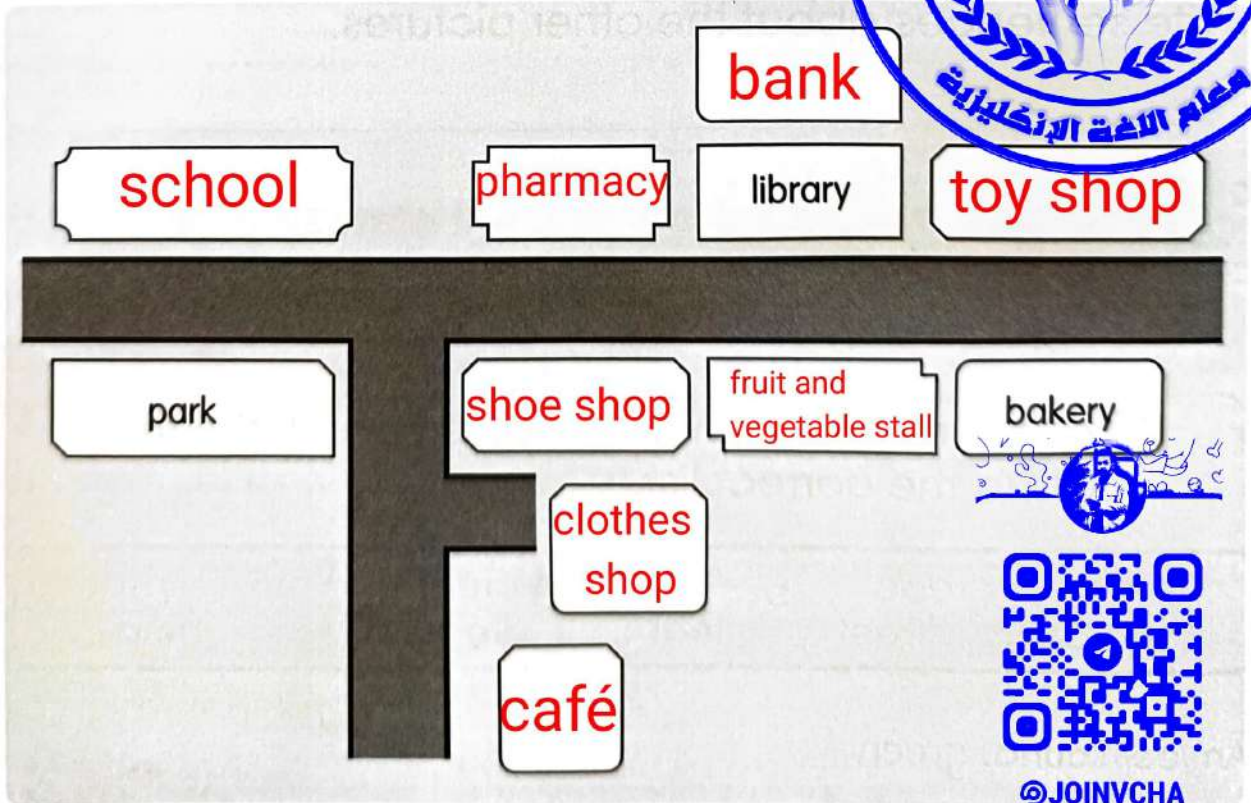 bank
معلم اللغة الإنكليزية
school
pharmacy
library
toy shop
park
shoe shop
fruit and
vegetable stall
bakery
clothes
shop
café
@JOINVCHA